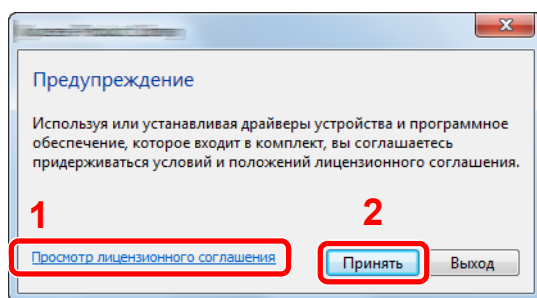 Предупреждение
Используя или устанавливая драйверы устройства и программное
обеспечение, которое входит в комплект, вы соглашаетесь
придерживаться условий и положений лицензионного соглашения.
1
2
Просмотр лицензионного соглашения
Принять
Выход